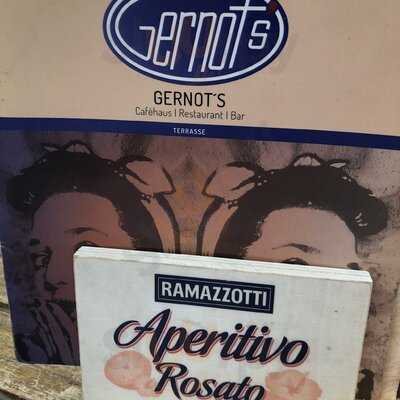 Gernot's
GERNOT'S
Caféhaus | Restaurant | Bar
TERRASSE
RAMAZZOTTI
Aperitivo
Rosato